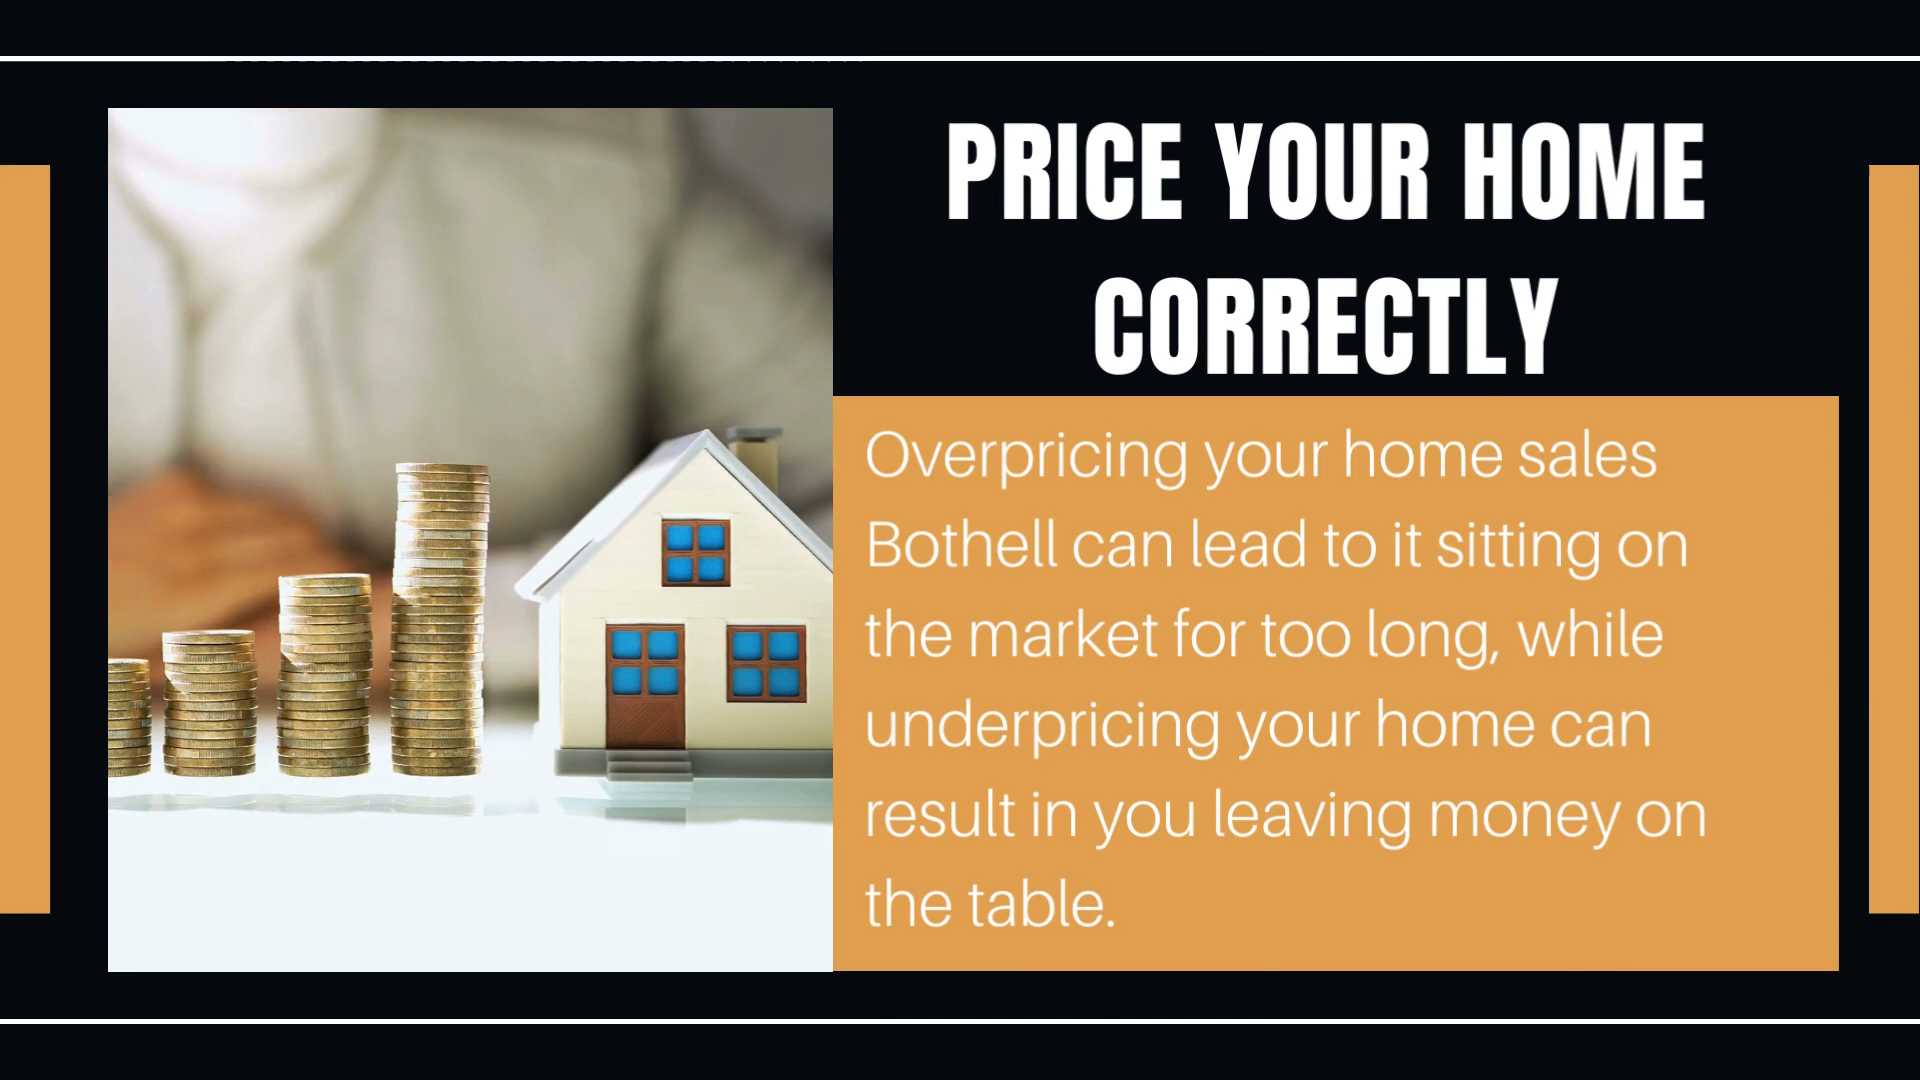 PRICE YOUR HOME
CORRECTLY
Overpricing your home sales
Bothell can lead to it sitting on
the market for too long, while
underpricing your home can
result in you leaving money on
the table.